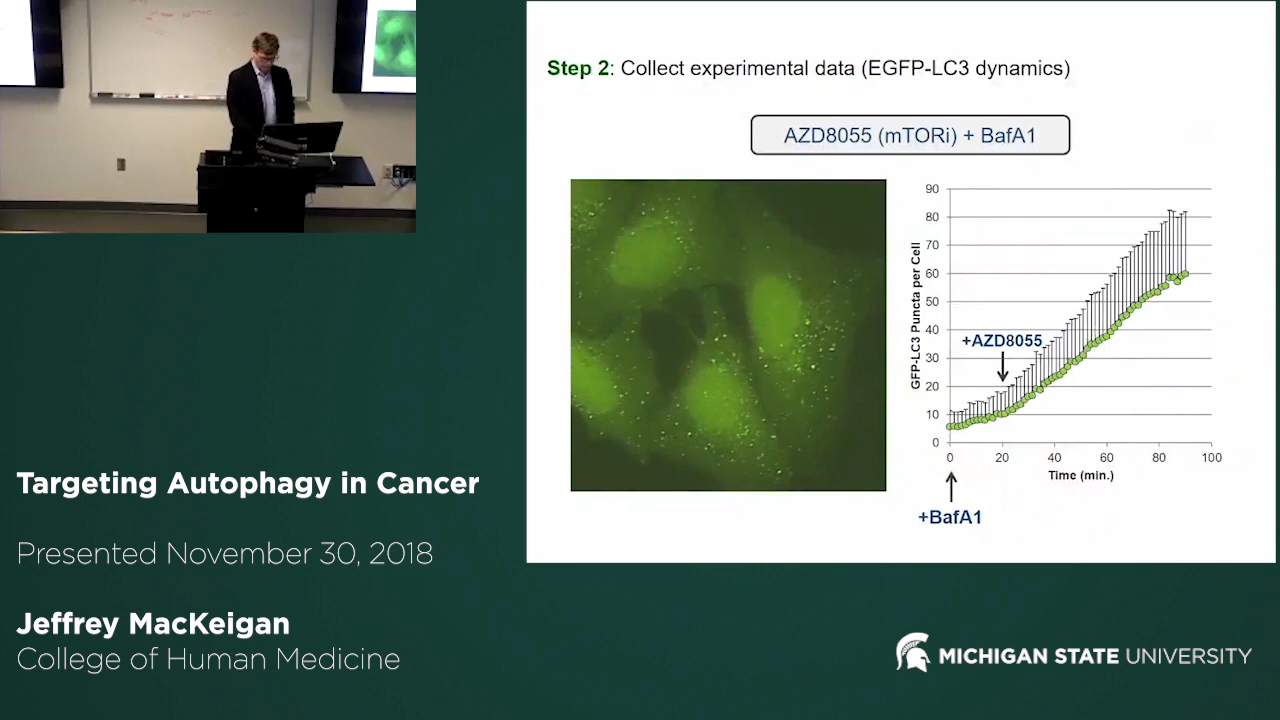 Step 2: Collect experimental data (EGFP-LC3 dynamics)
AZD8055 (mTORi) + BafA1
GFP-LC3 Puncta per Cell
90
80
70
60
50
40
30
20
10
0
+AZD8055
0 20 40 60 80 100
Time (min.)
+BafA1
Targeting Autophagy in Cancer
Presented November 30, 2018
Jeffrey MacKeigan
College of Human Medicine
MICHIGAN STATE UNIVERSITY